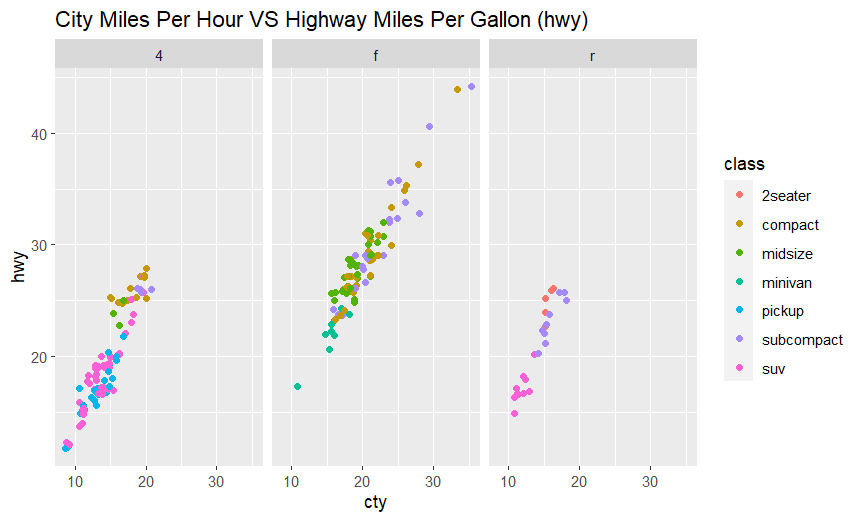 City Miles Per Hour VS Highway Miles Per Gallon (hwy)
4 f r
40
30
20
hwy
10 20 30 10 20 30 10 20 30
cty
class
2seater
compact
midsize
minivan
pickup
subcompact
suv